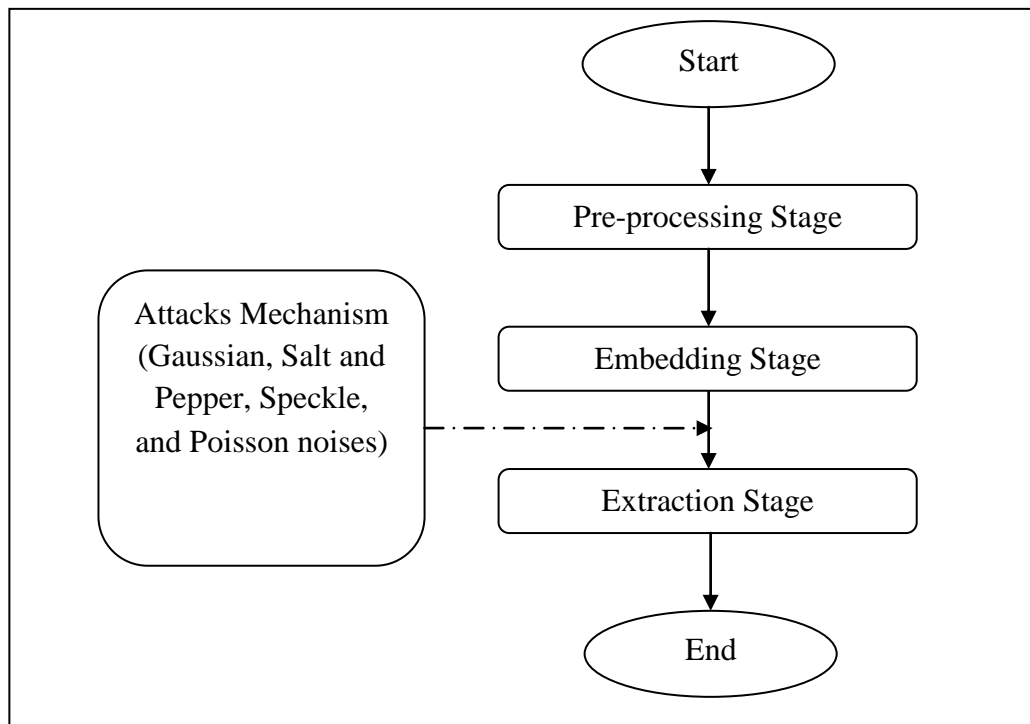 Start
Pre-processing Stage
Attacks Mechanism
(Gaussian, Salt and
Pepper, Speckle,
and Poisson noises)
Embedding Stage
Extraction Stage
End